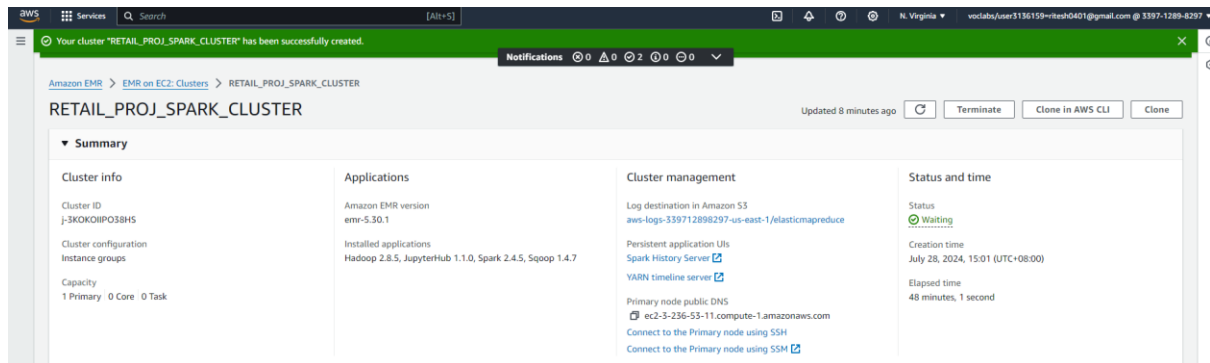 aws Services Search [Alt+S] N. Virginia voclabs/user3136159=ritesh0401@gmail.com @ 3397-1289-8297
Your cluster "RETAIL_PROJ_SPARK_CLUSTER" has been successfully created.
Notifications 0 0 2 0 0
Amazon EMR > EMR on EC2: Clusters > RETAIL_PROJ_SPARK_CLUSTER
RETAIL_PROJ_SPARK_CLUSTER Updated 8 minutes ago Terminate Clone in AWS CLI Clone
Summary
Cluster info
Cluster ID
j-3KOKOIIPO38HS
Cluster configuration
Instance groups
Capacity
1 Primary 0 Core 0 Task
Applications
Amazon EMR version
emr-5.30.1
Installed applications
Hadoop 2.8.5, JupyterHub 1.1.0, Spark 2.4.5, Sqoop 1.4.7
Cluster management
Log destination in Amazon S3
aws-logs-339712898297-us-east-1/elasticmapreduce
Persistent application UIs
Spark History Server
YARN timeline server
Primary node public DNS
ec2-3-236-53-11.compute-1.amazonaws.com
Connect to the Primary node using SSH
Connect to the Primary node using SSM
Status and time
Status
Waiting
Creation time
July 28, 2024, 15:01 (UTC+08:00)
Elapsed time
48 minutes, 1 second